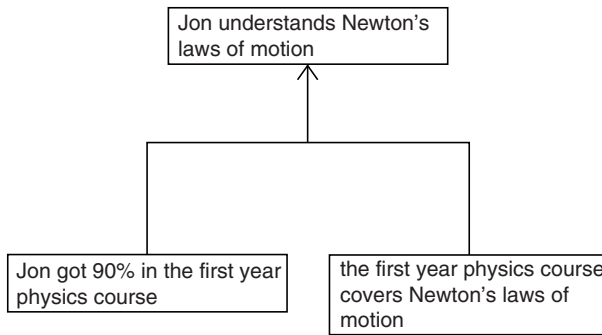 Jon understands Newton's
laws of motion
Jon got 90% in the first year
physics course
the first year physics course
covers Newton's laws of
motion